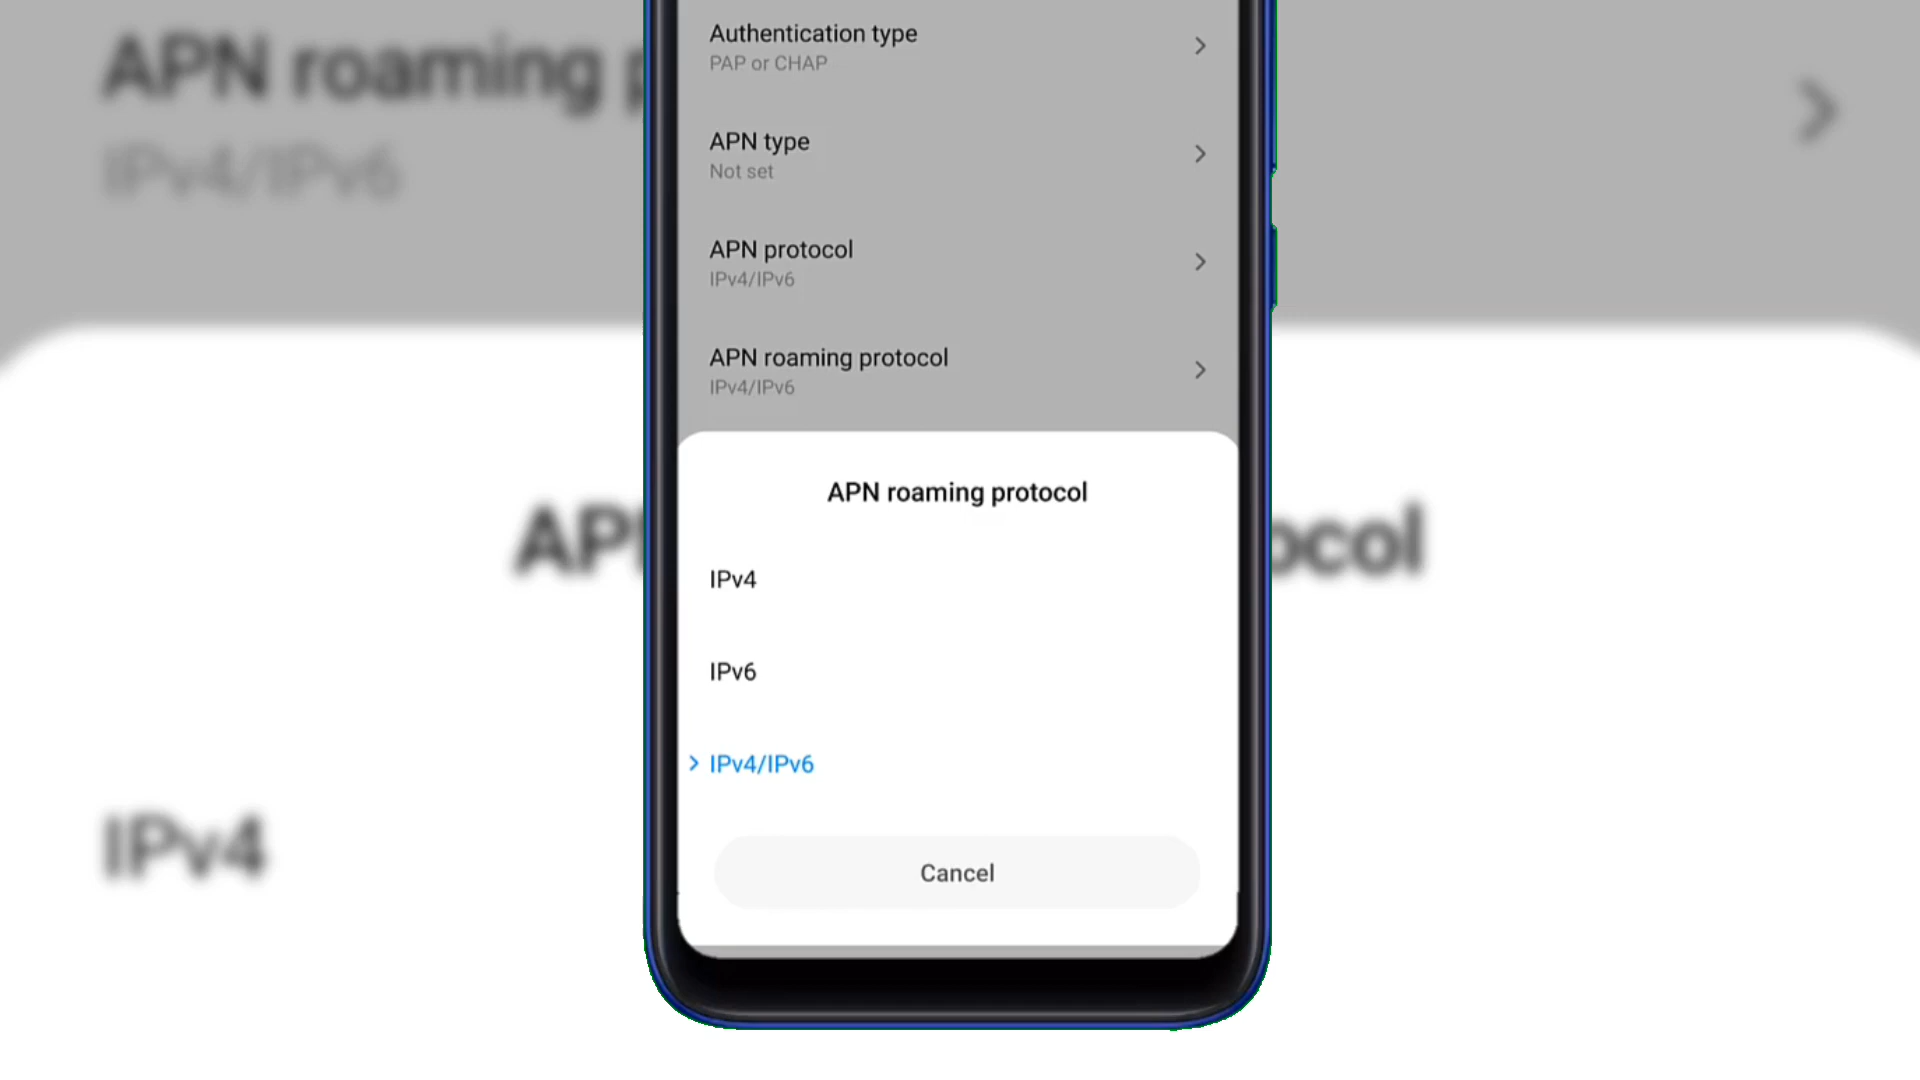 APN roaming p
IPv4/IPv6
Authentication type
PAP or CHAP
APN type
Not set
APN protocol
IPv4/IPv6
APN roaming protocol
IPv4/IPv6
APN roaming protocol
IPv4
IPv6
IPv4/IPv6
Cancel
AP
ocol
IPv4